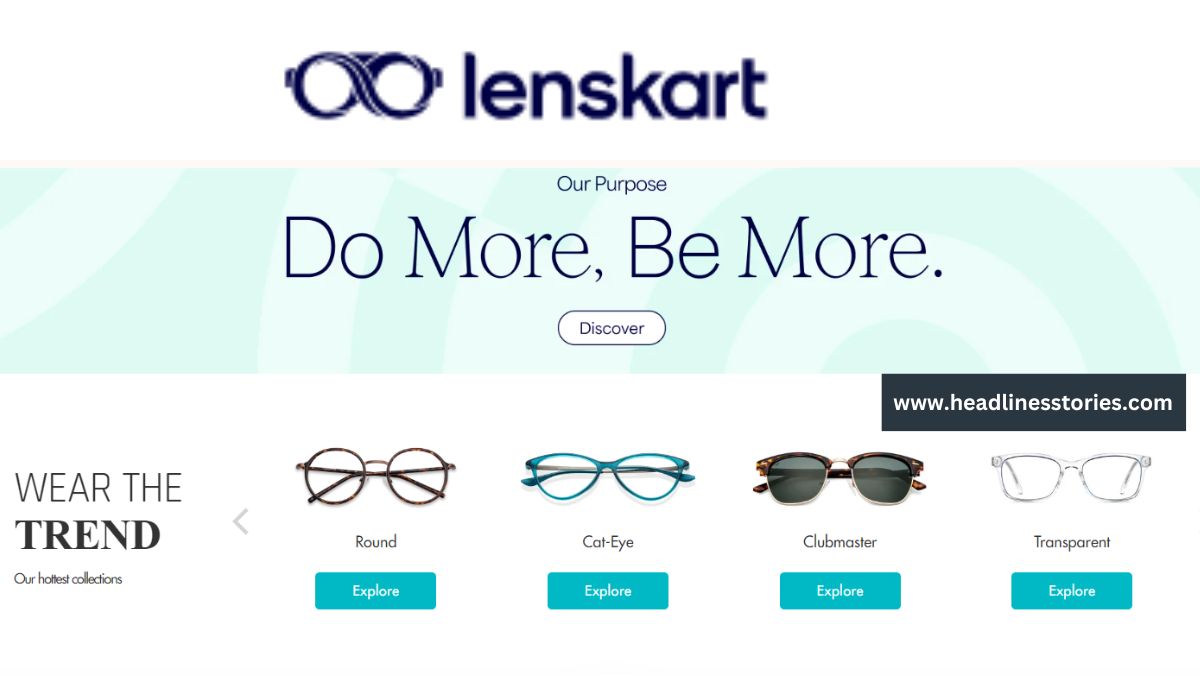 lenskart
Our Purpose
Do More, Be More.
Discover
www.headlinesstories.com
WEAR THE
TREND
Our hottest collections
Round
Cat-Eye
Clubmaster
Transparent
Explore
Explore
Explore
Explore